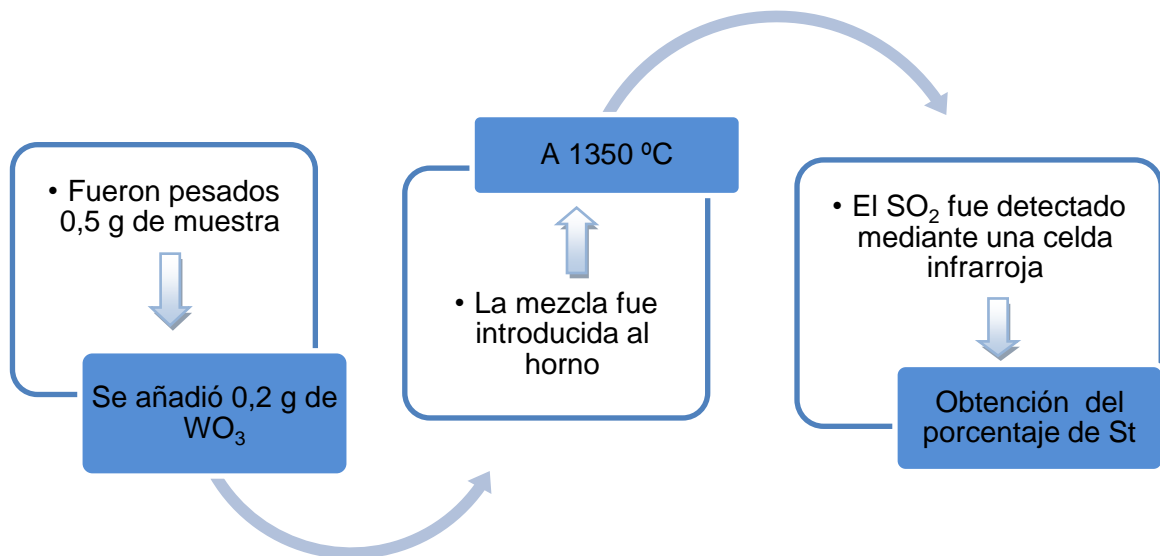 • Fueron pesados
0,5 g de muestra
Se añadió 0,2 g de
WO₃
A 1350 ºC
• La mezcla fue
introducida al
horno
• El SO₂ fue detectado
mediante una celda
infrarroja
Obtención del
porcentaje de St